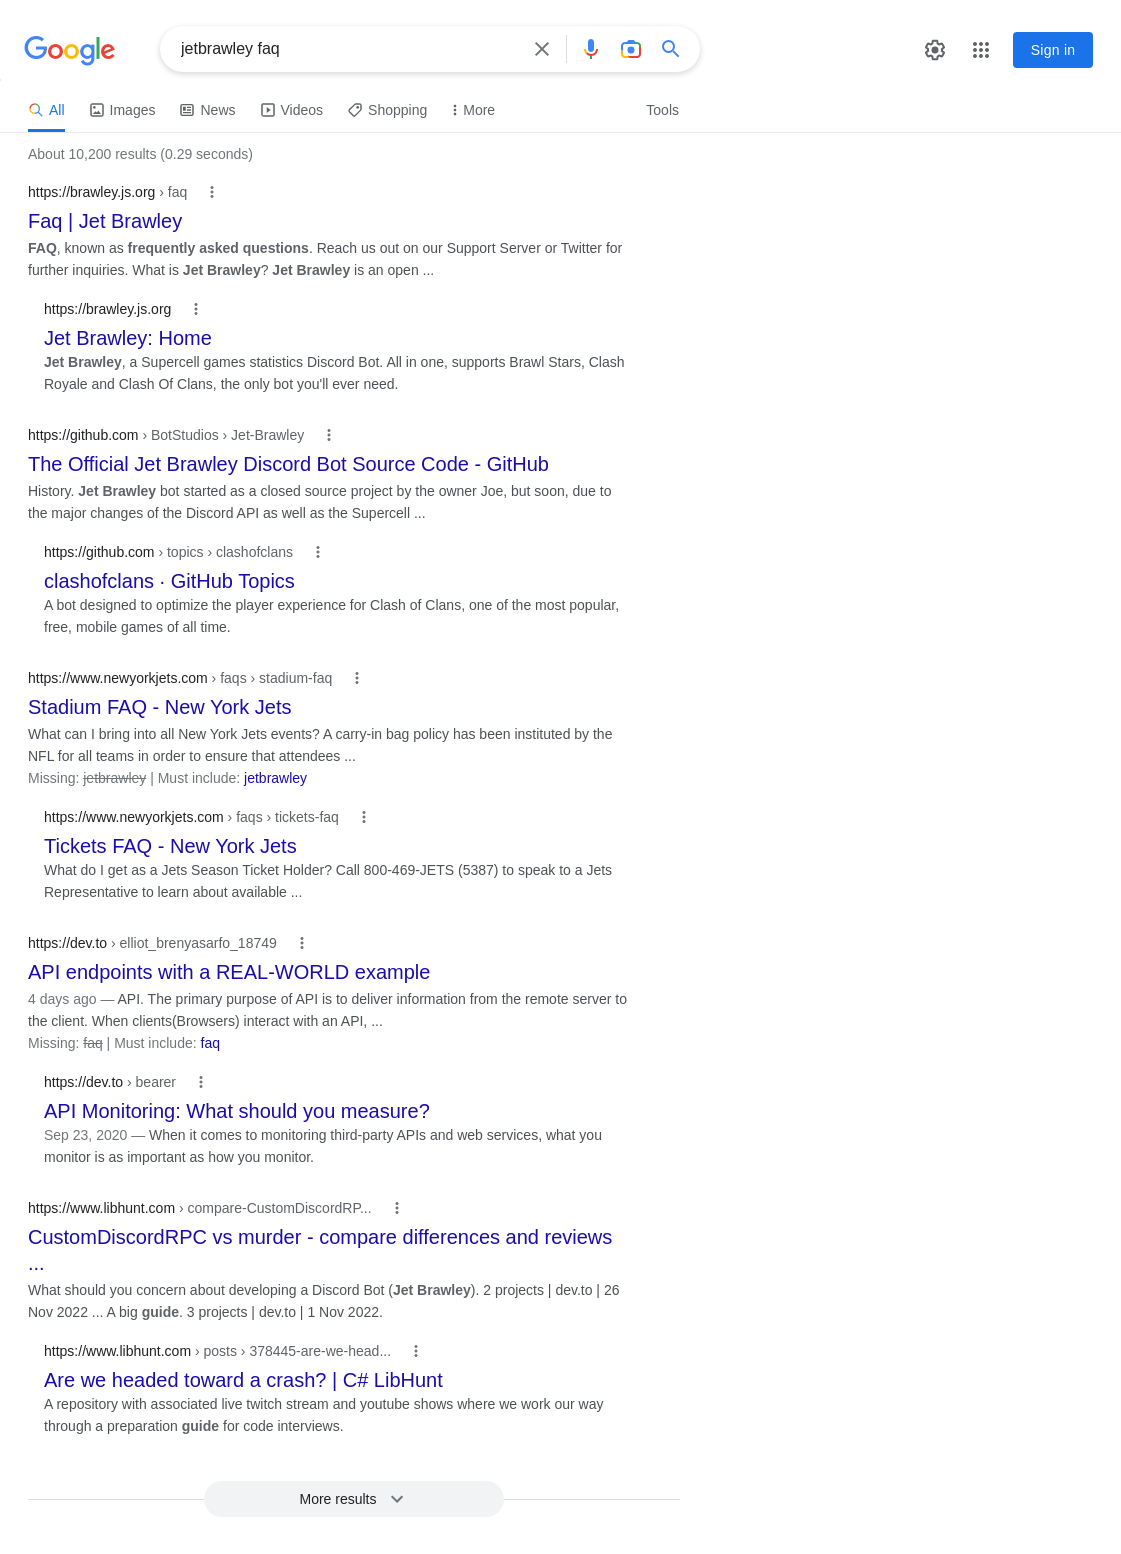 Google
jetbrawley faq
Sign in
All
Images
News
Videos
Shopping
More
Tools
About 10,200 results (0.29 seconds)
https://brawley.js.org › faq
Faq | Jet Brawley
FAQ, known as frequently asked questions. Reach us out on our Support Server or Twitter for
further inquiries. What is Jet Brawley? Jet Brawley is an open ...
https://brawley.js.org
Jet Brawley: Home
Jet Brawley, a Supercell games statistics Discord Bot. All in one, supports Brawl Stars, Clash
Royale and Clash Of Clans, the only bot you'll ever need.
https://github.com › BotStudios › Jet-Brawley
The Official Jet Brawley Discord Bot Source Code - GitHub
History. Jet Brawley bot started as a closed source project by the owner Joe, but soon, due to
the major changes of the Discord API as well as the Supercell ...
https://github.com › topics › clashofclans
clashofclans · GitHub Topics
A bot designed to optimize the player experience for Clash of Clans, one of the most popular,
free, mobile games of all time.
https://www.newyorkjets.com › faqs › stadium-faq
Stadium FAQ - New York Jets
What can I bring into all New York Jets events? A carry-in bag policy has been instituted by the
NFL for all teams in order to ensure that attendees ...
Missing: jetbrawley | Must include: jetbrawley
https://www.newyorkjets.com › faqs › tickets-faq
Tickets FAQ - New York Jets
What do I get as a Jets Season Ticket Holder? Call 800-469-JETS (5387) to speak to a Jets
Representative to learn about available ...
https://dev.to › elliot_brenyasarfo_18749
API endpoints with a REAL-WORLD example
4 days ago — API. The primary purpose of API is to deliver information from the remote server to
the client. When clients(Browsers) interact with an API, ...
Missing: faq | Must include: faq
https://dev.to › bearer
API Monitoring: What should you measure?
Sep 23, 2020 — When it comes to monitoring third-party APIs and web services, what you
monitor is as important as how you monitor.
https://www.libhunt.com › compare-CustomDiscordRP...
CustomDiscordRPC vs murder - compare differences and reviews
...
What should you concern about developing a Discord Bot (Jet Brawley). 2 projects | dev.to | 26
Nov 2022 ... A big guide. 3 projects | dev.to | 1 Nov 2022.
https://www.libhunt.com › posts › 378445-are-we-head...
Are we headed toward a crash? | C# LibHunt
A repository with associated live twitch stream and youtube shows where we work our way
through a preparation guide for code interviews.
More results